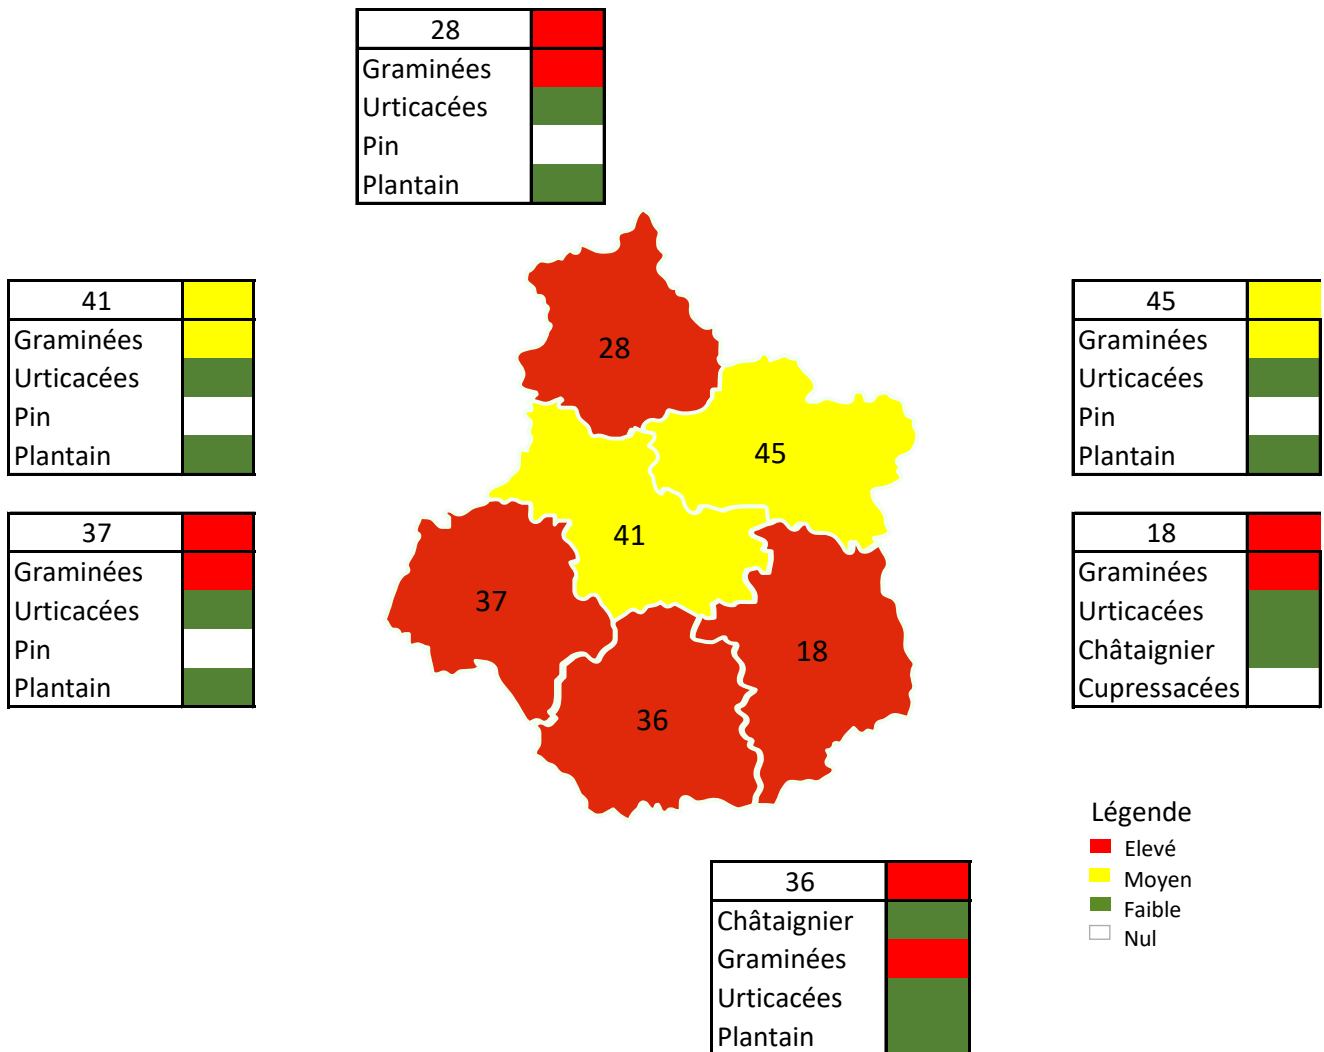 28
Graminées
Urticacées
Pin
Plantain
41
Graminées
Urticacées
Pin
Plantain
45
Graminées
Urticacées
Pin
Plantain
37
Graminées
Urticacées
Pin
Plantain
18
Graminées
Urticacées
Châtaignier
Cupressacées
28
45
41
37
18
36
36
Châtaignier
Graminées
Urticacées
Plantain
Légende
Elevé
Moyen
Faible
Nul